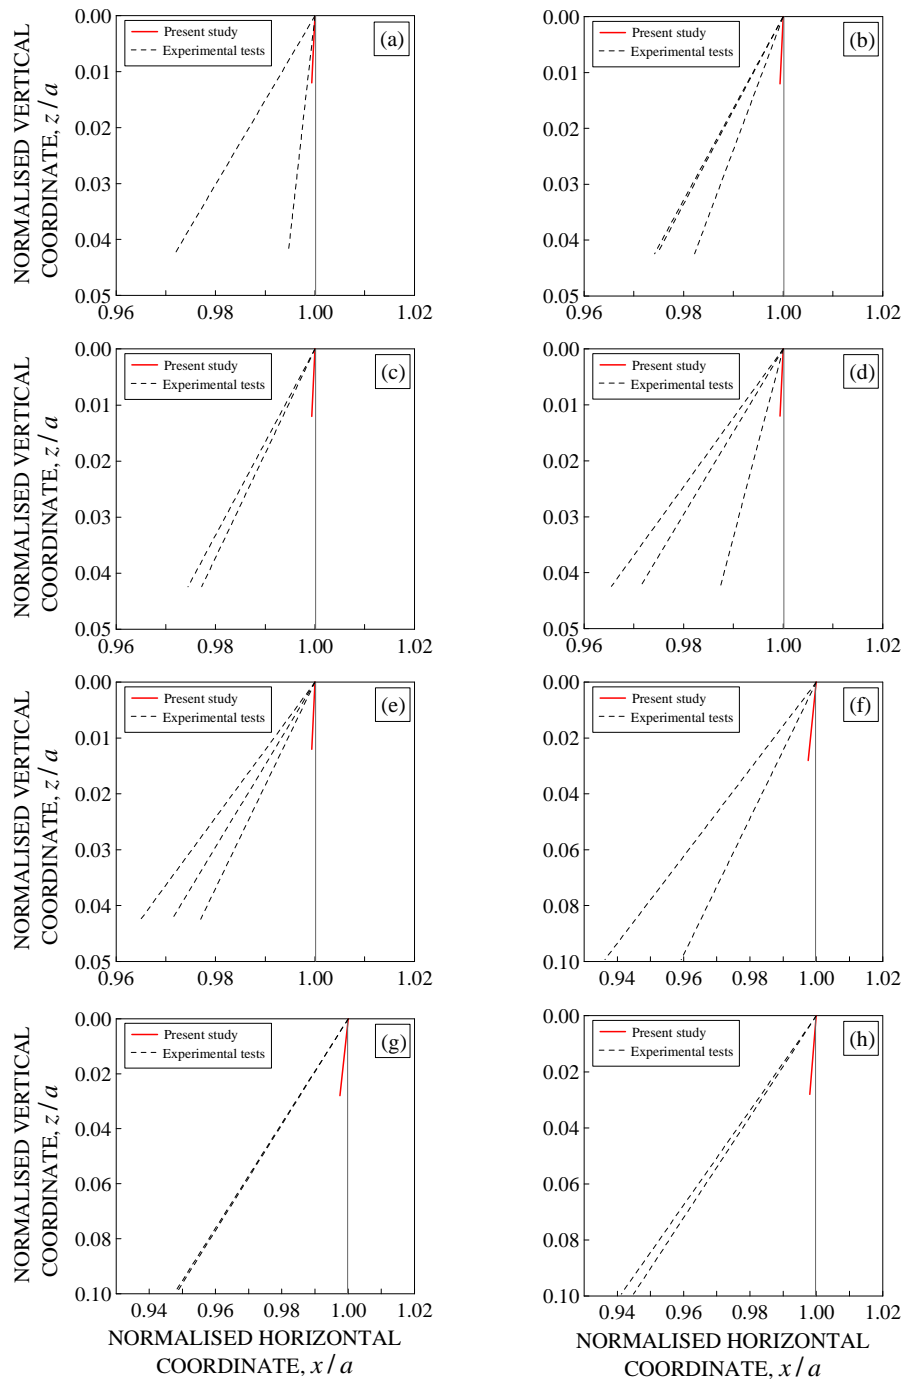 NORMALISED VERTICAL
COORDINATE, z/a
0.00
0.01
0.02
0.03
0.04
0.05
Present study
Experimental tests
(a)
0.96
0.98
1.00
1.02
0.00
0.01
0.02
0.03
0.04
0.05
Present study
Experimental tests
(b)
0.96
0.98
1.00
1.02
NORMALISED VERTICAL
COORDINATE, z/a
0.00
0.01
0.02
0.03
0.04
0.05
Present study
Experimental tests
(c)
0.96
0.98
1.00
1.02
0.00
0.01
0.02
0.03
0.04
0.05
Present study
Experimental tests
(d)
0.96
0.98
1.00
1.02
NORMALISED VERTICAL
COORDINATE, z/a
0.00
0.01
0.02
0.03
0.04
0.05
Present study
Experimental tests
(e)
0.96
0.98
1.00
1.02
0.00
0.02
0.04
0.06
0.08
0.10
Present study
Experimental tests
(f)
0.94
0.96
0.98
1.00
1.02
NORMALISED VERTICAL
COORDINATE, z/a
0.00
0.02
0.04
0.06
0.08
0.10
Present study
Experimental tests
(g)
0.94
0.96
0.98
1.00
1.02
NORMALISED HORIZONTAL
COORDINATE, x/a
0.00
0.02
0.04
0.06
0.08
0.10
Present study
Experimental tests
(h)
0.94
0.96
0.98
1.00
1.02
NORMALISED HORIZONTAL
COORDINATE, x/a